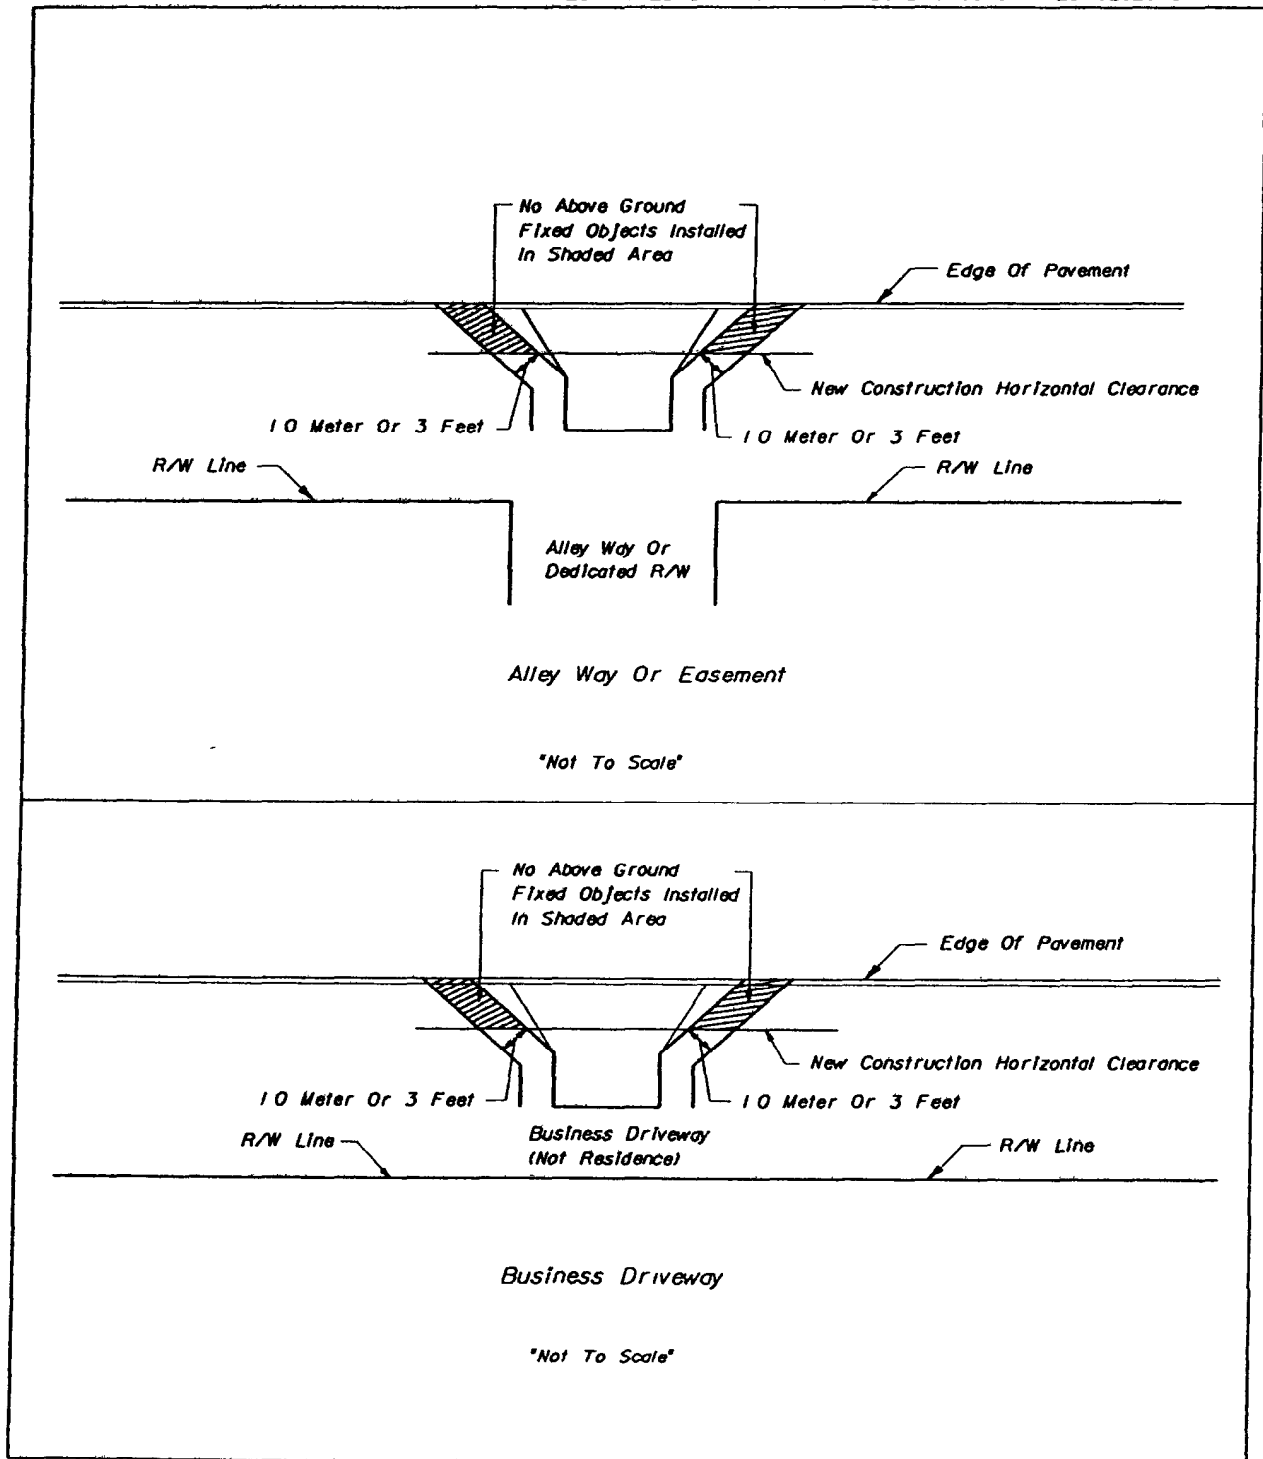 No Above Ground
Fixed Objects Installed
In Shaded Area
Edge Of Pavement
New Construction Horizontal Clearance
1 0 Meter Or 3 Feet
1 0 Meter Or 3 Feet
R/W Line
R/W Line
Alley Way Or
Dedicated R/W
Alley Way Or Easement
"Not To Scale"
No Above Ground
Fixed Objects Installed
In Shaded Area
Edge Of Pavement
New Construction Horizontal Clearance
1 0 Meter Or 3 Feet
1 0 Meter Or 3 Feet
Business Driveway
(Not Residence)
R/W Line
R/W Line
Business Driveway
"Not To Scale"